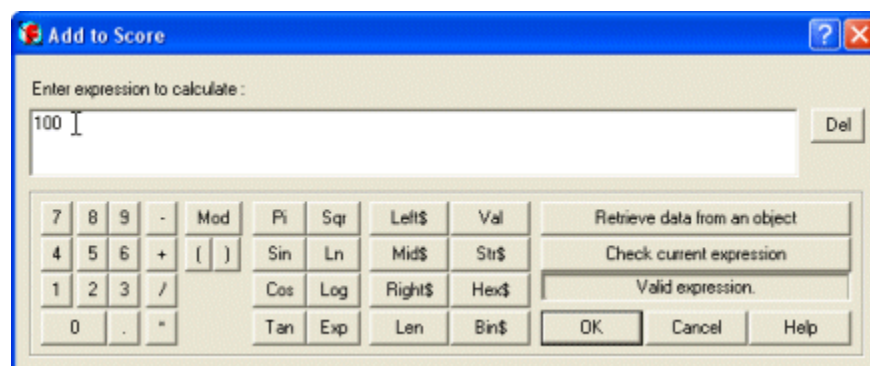 Add to Score
Enter expression to calculate :
100
Del
7 8 9 - Mod Pi Sqr Left$ Val Retrieve data from an object
4 5 6 + ( ) Sin Ln Mid$ Str$ Check current expression
1 2 3 / Cos Log Right$ Hex$ Valid expression.
0 . * Tan Exp Len Bin$ OK Cancel Help